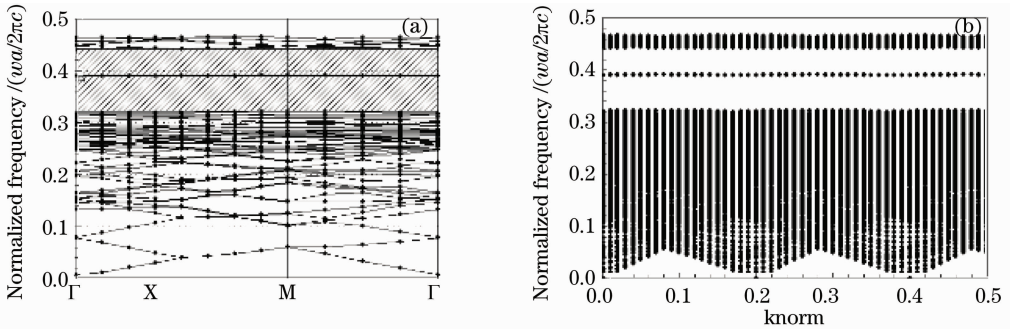 (a)
Normalized frequency /(wa/2πc)
0.5
0.4
0.3
0.2
0.1
0.0
Γ X M Γ
(b)
Normalized frequency /(wa/2πc)
0.5
0.4
0.3
0.2
0.1
0.0
0.0 0.1 0.2 0.3 0.4 0.5
knorm